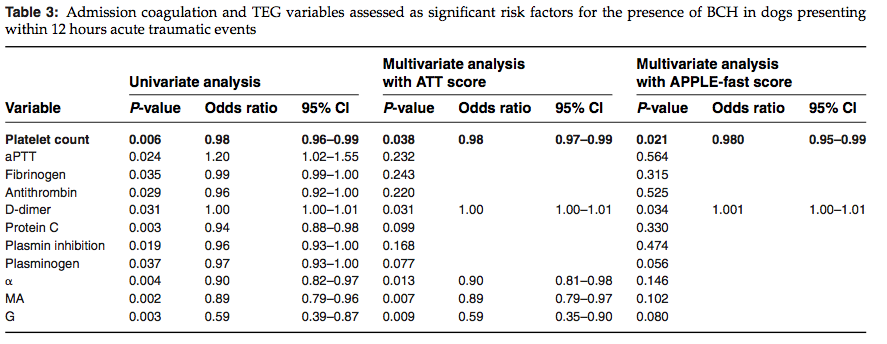 Table 3: Admission coagulation and TEG variables assessed as significant risk factors for the presence of BCH in dogs presenting
within 12 hours acute traumatic events
Univariate analysis Multivariate analysis with ATT score Multivariate analysis with APPLE-fast score
Variable P-value Odds ratio 95% CI P-value Odds ratio 95% CI P-value Odds ratio 95% CI
Platelet count 0.006 0.98 0.96–0.99 0.038 0.98 0.97–0.99 0.021 0.980 0.95–0.99
aPTT 0.024 1.20 1.02–1.55 0.232 0.564
Fibrinogen 0.035 0.99 0.99–1.00 0.243 0.315
Antithrombin 0.029 0.96 0.92–1.00 0.220 0.525
D-dimer 0.031 1.00 1.00–1.01 0.031 1.00 1.00–1.01 0.034 1.001 1.00–1.01
Protein C 0.003 0.94 0.88–0.98 0.099 0.330
Plasmin inhibition 0.019 0.96 0.93–1.00 0.168 0.474
Plasminogen 0.037 0.97 0.93–1.00 0.077 0.056
α 0.004 0.90 0.82–0.97 0.013 0.90 0.81–0.98 0.146
MA 0.002 0.89 0.79–0.96 0.007 0.89 0.79–0.97 0.102
G 0.003 0.59 0.39–0.87 0.009 0.59 0.35–0.90 0.080